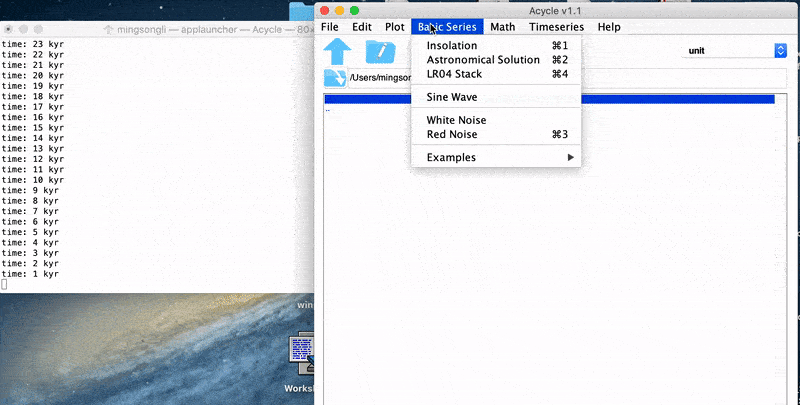 mingsongli — applauncher — Acycle — 80×
time: 23 kyr
time: 22 kyr
time: 21 kyr
time: 20 kyr
time: 19 kyr
time: 18 kyr
time: 17 kyr
time: 16 kyr
time: 15 kyr
time: 14 kyr
time: 13 kyr
time: 12 kyr
time: 11 kyr
time: 10 kyr
time: 9 kyr
time: 8 kyr
time: 7 kyr
time: 6 kyr
time: 5 kyr
time: 4 kyr
time: 3 kyr
time: 2 kyr
time: 1 kyr
win
Works
Acycle v1.1
File Edit Plot Basic Series Math Timeseries Help
unit
/Users/mingson
..
Insolation ⌘1
Astronomical Solution ⌘2
LR04 Stack ⌘4
Sine Wave
White Noise
Red Noise ⌘3
Examples ▶